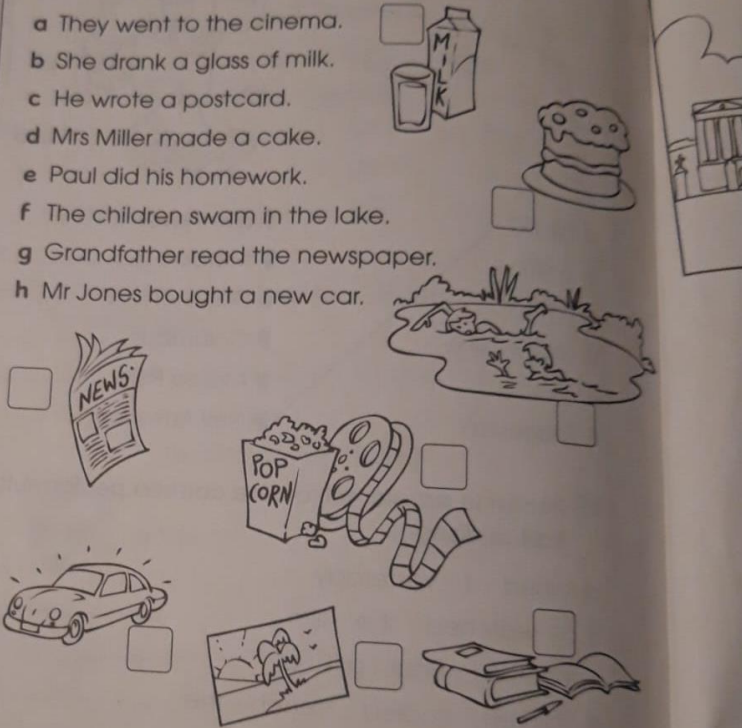 a They went to the cinema.
b She drank a glass of milk.
c He wrote a postcard.
d Mrs Miller made a cake.
e Paul did his homework.
f The children swam in the lake.
g Grandfather read the newspaper.
h Mr Jones bought a new car.
MILK
NEWS
POP
CORN